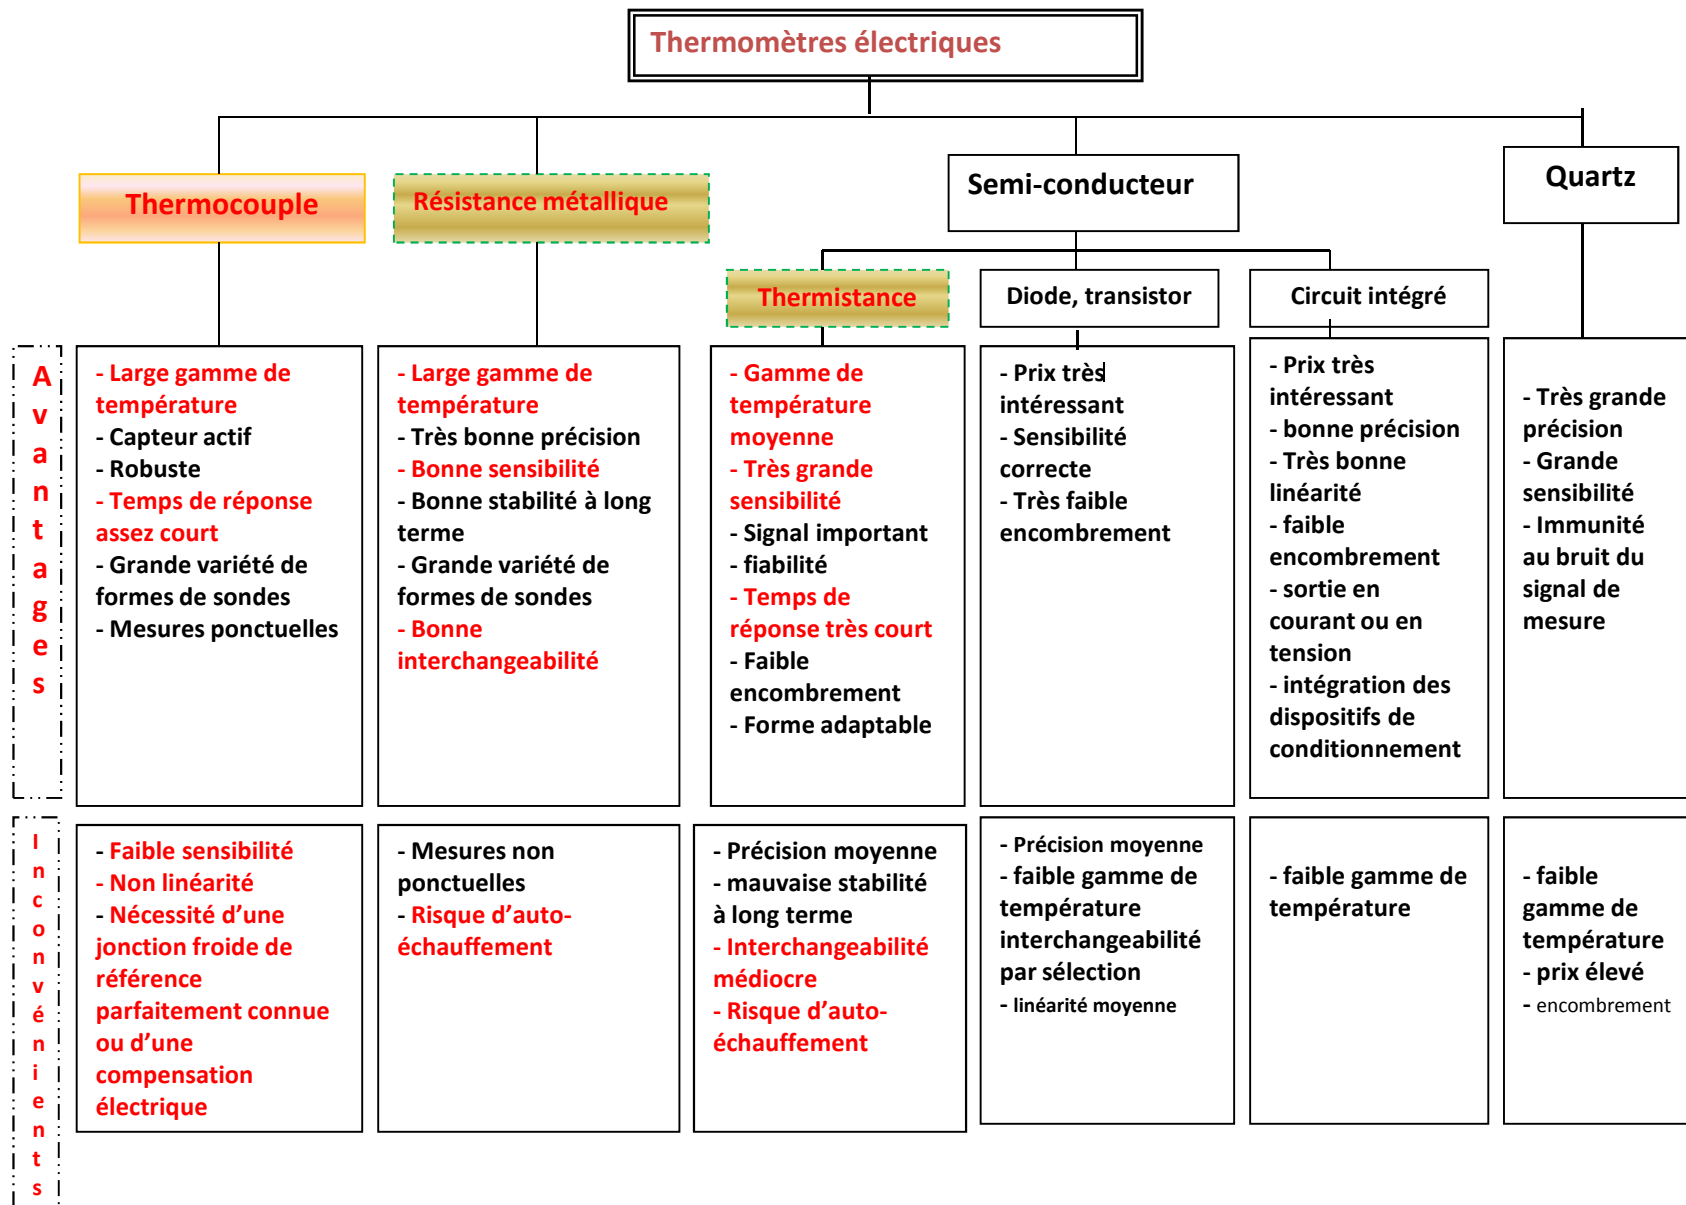 Thermomètres électriques
Thermocouple
Résistance métallique
Semi-conducteur
Quartz
Thermistance
Diode, transistor
Circuit intégré
Avantages
- Large gamme de
température
- Capteur actif
- Robuste
- Temps de réponse
assez court
- Grande variété de
formes de sondes
- Mesures ponctuelles
- Large gamme de
température
- Très bonne précision
- Bonne sensibilité
- Bonne stabilité à long
terme
- Grande variété de
formes de sondes
- Bonne
interchangeabilité
- Gamme de
température
moyenne
- Très grande
sensibilité
- Signal important
- fiabilité
- Temps de
réponse très court
- Faible
encombrement
- Forme adaptable
- Prix très
intéressant
- Sensibilité
correcte
- Très faible
encombrement
- Prix très
intéressant
- bonne précision
- Très bonne
linéarité
- faible
encombrement
- sortie en
courant ou en
tension
- intégration des
dispositifs de
conditionnement
- Très grande
précision
- Grande
sensibilité
- Immunité
au bruit du
signal de
mesure
Inconvénients
- Faible sensibilité
- Non linéarité
- Nécessité d’une
jonction froide de
référence
parfaitement connue
ou d’une
compensation
électrique
- Mesures non
ponctuelles
- Risque d’auto-
échauffement
- Précision moyenne
- mauvaise stabilité
à long terme
- Interchangeabilité
médiocre
- Risque d’auto-
échauffement
- Précision moyenne
- faible gamme de
température
interchangeabilité
par sélection
- linéarité moyenne
- faible gamme de
température
- faible
gamme de
température
- prix élevé
- encombrement